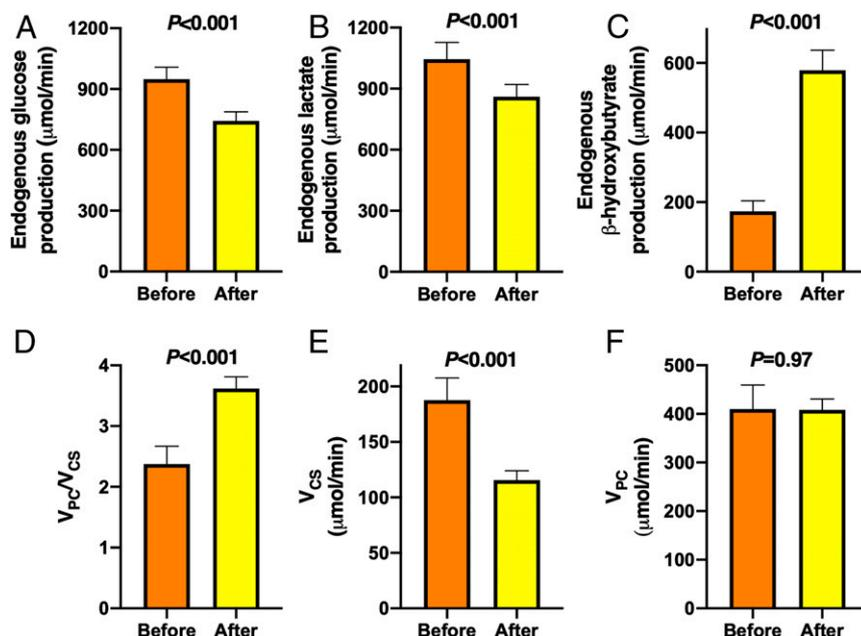 A
P<0.001
Endogenous glucose
production (μmol/min)
1200
900
600
300
0
Before After
B
P<0.001
Endogenous lactate
production (μmol/min)
1200
900
600
300
0
Before After
C
P<0.001
Endogenous
β-hydroxybutyrate
production (μmol/min)
600
400
200
0
Before After
D
P<0.001
VPC/VCS
4
3
2
1
0
Before After
E
P<0.001
VCS
(μmol/min)
200
150
100
50
0
Before After
F
P=0.97
VPC
(μmol/min)
500
400
300
200
100
0
Before After